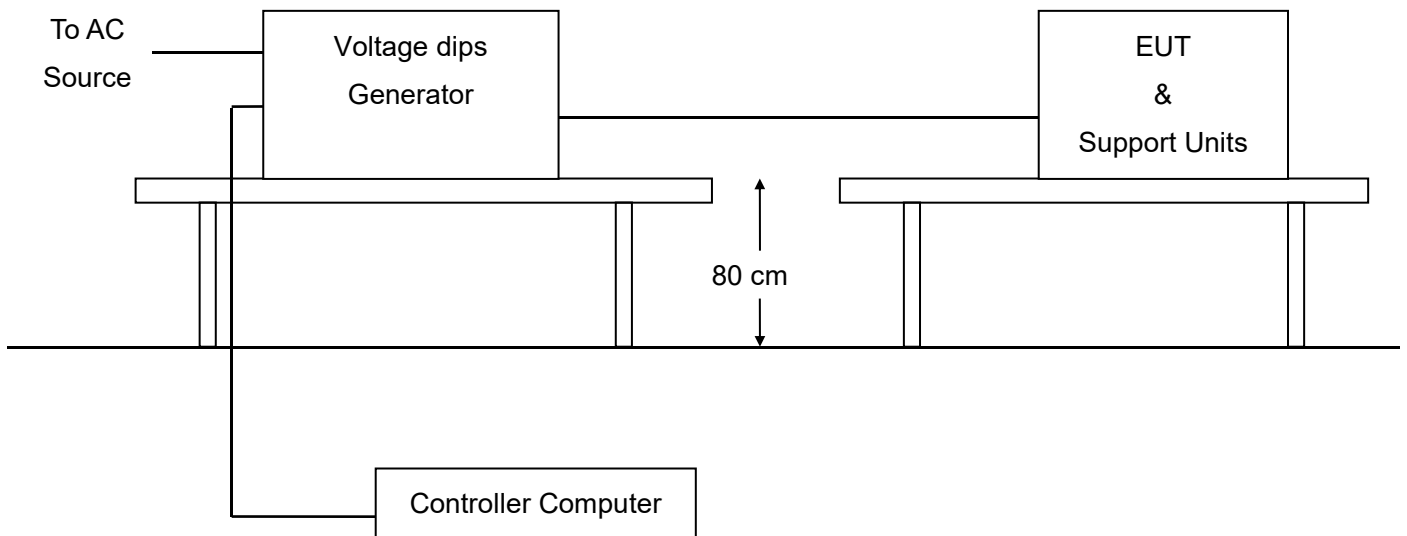 To AC
Source
Voltage dips
Generator
EUT
&
Support Units
80 cm
Controller Computer